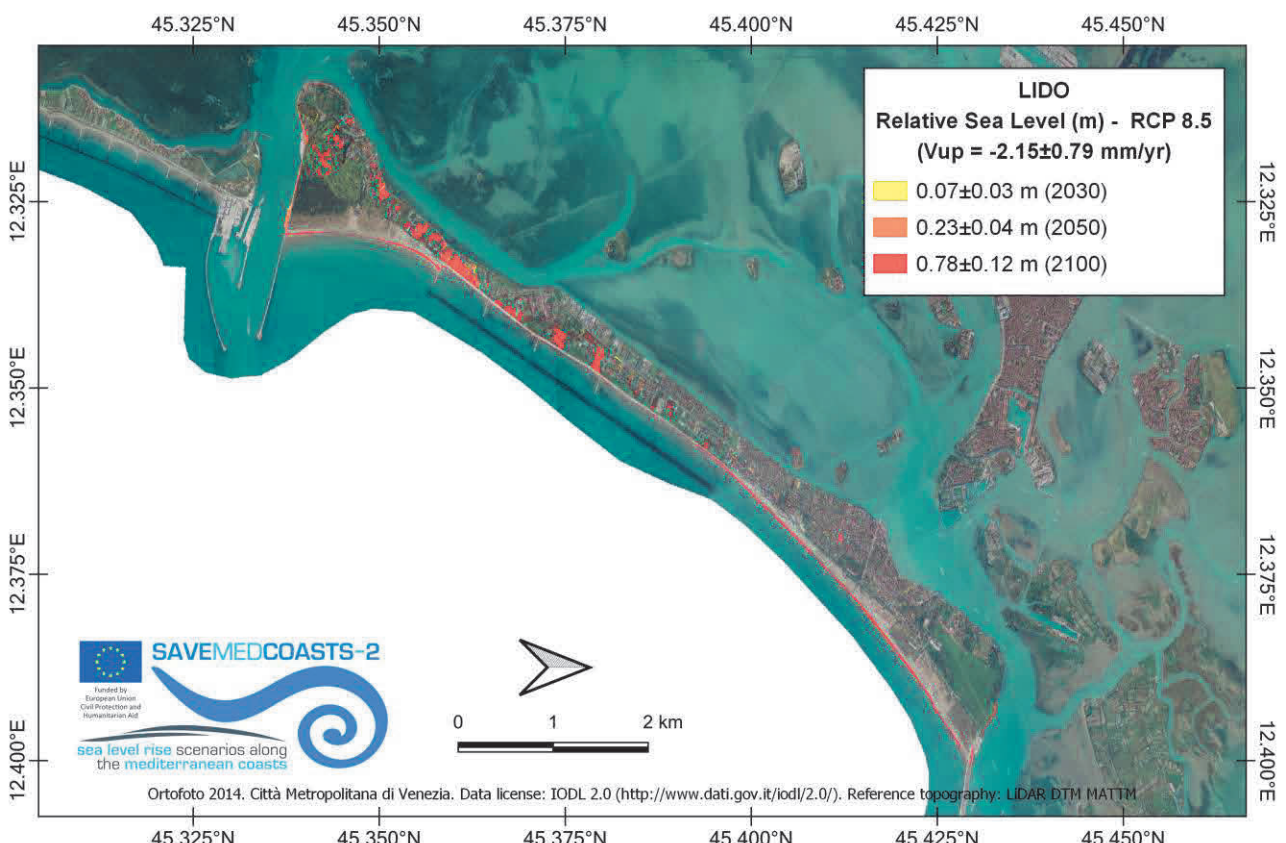 45.325°N 45.350°N 45.375°N 45.400°N 45.425°N 45.450°N
LIDO
Relative Sea Level (m) - RCP 8.5
(Vup = -2.15±0.79 mm/yr)
0.07±0.03 m (2030)
0.23±0.04 m (2050)
0.78±0.12 m (2100)
12.325°E
12.350°E
12.375°E
12.400°E
12.325°E
12.350°E
12.375°E
12.400°E
SAVEMEDCOASTS-2
Funded by
European Union
Civil Protection and
Humanitarian Aid
sea level rise scenarios along
the mediterranean coasts
0 1 2 km
Ortofoto 2014. Città Metropolitana di Venezia. Data license: IODL 2.0 (http://www.dati.gov.it/iodl/2.0/). Reference topography: LiDAR DTM MATTM
45.325°N 45.350°N 45.375°N 45.400°N 45.425°N 45.450°N